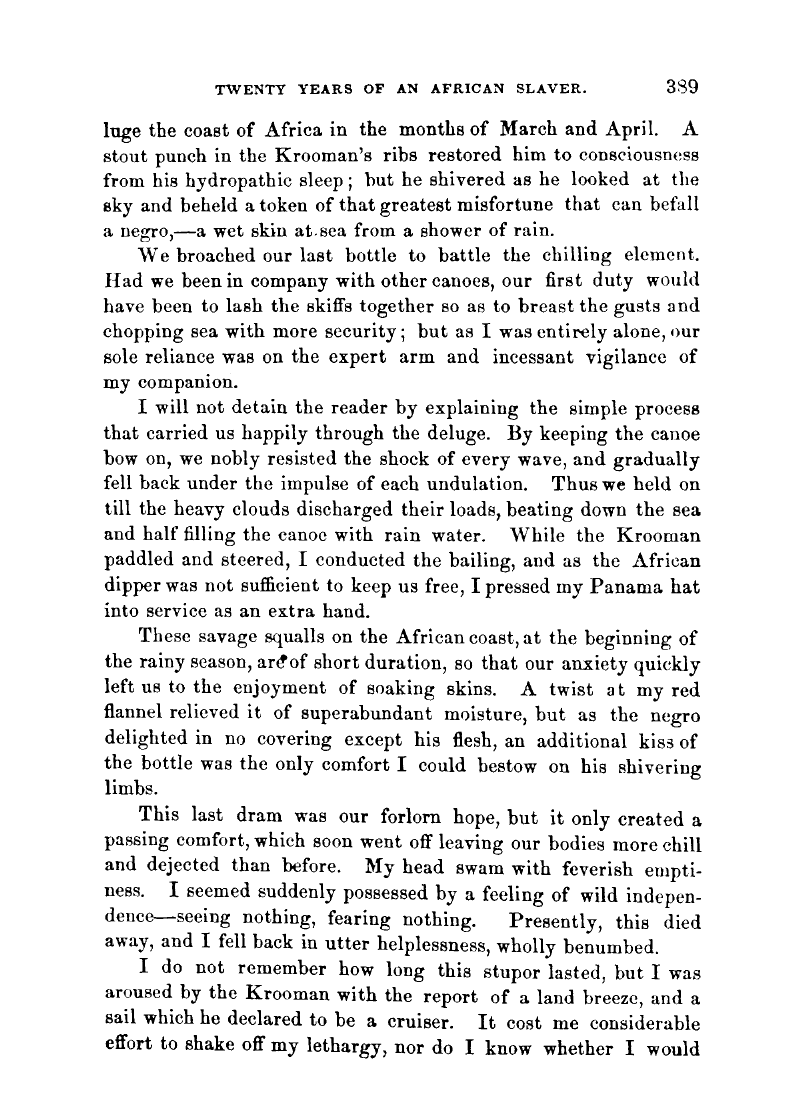 TWENTY YEARS OF AN AFRICAN SLAVER. 389
luge the coast of Africa in the months of March and April. A
stout punch in the Krooman's ribs restored him to consciousness
from his hydropathic sleep; but he shivered as he looked at the
sky and beheld a token of that greatest misfortune that can befall
a negro,—a wet skin at sea from a shower of rain.
We broached our last bottle to battle the chilling element.
Had we been in company with other canoes, our first duty would
have been to lash the skiffs together so as to breast the gusts and
chopping sea with more security; but as I was entirely alone, our
sole reliance was on the expert arm and incessant vigilance of
my companion.
I will not detain the reader by explaining the simple process
that carried us happily through the deluge. By keeping the canoe
bow on, we nobly resisted the shock of every wave, and gradually
fell back under the impulse of each undulation. Thus we held on
till the heavy clouds discharged their loads, beating down the sea
and half filling the canoe with rain water. While the Krooman
paddled and steered, I conducted the bailing, and as the African
dipper was not sufficient to keep us free, I pressed my Panama hat
into service as an extra hand.
These savage squalls on the African coast, at the beginning of
the rainy season, are of short duration, so that our anxiety quickly
left us to the enjoyment of soaking skins. A twist at my red
flannel relieved it of superabundant moisture, but as the negro
delighted in no covering except his flesh, an additional kiss of
the bottle was the only comfort I could bestow on his shivering
limbs.
This last dram was our forlorn hope, but it only created a
passing comfort, which soon went off leaving our bodies more chill
and dejected than before. My head swam with feverish empti-
ness. I seemed suddenly possessed by a feeling of wild indepen-
dence—seeing nothing, fearing nothing. Presently, this died
away, and I fell back in utter helplessness, wholly benumbed.
I do not remember how long this stupor lasted, but I was
aroused by the Krooman with the report of a land breeze, and a
sail which he declared to be a cruiser. It cost me considerable
effort to shake off my lethargy, nor do I know whether I would